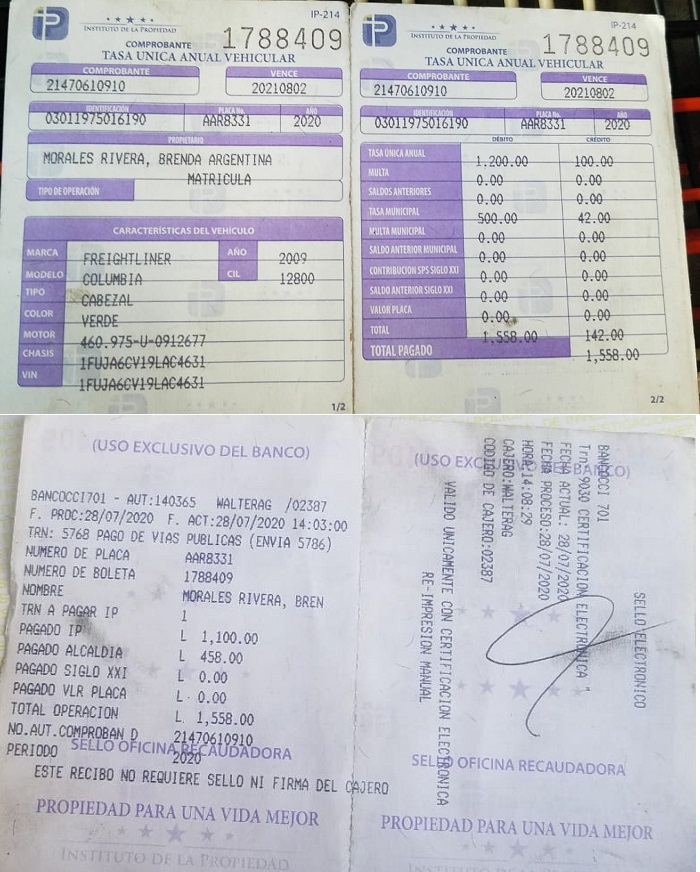 IP-214
INSTITUTO DE LA PROPIEDAD
1788409
COMPROBANTE
TASA UNICA ANUAL VEHICULAR
COMPROBANTE VENCE
21470610910 20210802
IDENTIFICACIÓN PLACA No. AÑO
03011975016190 AAR8331 2020
PROPIETARIO
MORALES RIVERA, BRENDA ARGENTINA
MATRICULA
TIPO DE OPERACIÓN
CARACTERÍSTICAS DEL VEHÍCULO
MARCA FREIGHTLINER AÑO 2009
MODELO COLUMBIA CIL 12800
TIPO CABEZAL
COLOR VERDE
MOTOR 460.975-U-0912677
CHASIS 1FUJA6CV19LAC4631
VIN 1FUJA6CV19LAC4631
1/2
IP-214
INSTITUTO DE LA PROPIEDAD
1788409
COMPROBANTE
TASA UNICA ANUAL VEHICULAR
COMPROBANTE VENCE
21470610910 20210802
IDENTIFICACIÓN PLACA No. AÑO
03011975016190 AAR8331 2020
DÉBITO CRÉDITO
TASA ÚNICA ANUAL 1,200.00 100.00
MULTA 0.00 0.00
SALDOS ANTERIORES 0.00 0.00
TASA MUNICIPAL 500.00 42.00
MULTA MUNICIPAL 0.00 0.00
SALDO ANTERIOR MUNICIPAL 0.00 0.00
CONTRIBUCION SPS SIGLO XXI 0.00 0.00
SALDO ANTERIOR SIGLO XXI 0.00 0.00
VALOR PLACA 0.00 0.00
TOTAL 1,558.00 142.00
TOTAL PAGADO 1,558.00
2/2
(USO EXCLUSIVO DEL BANCO)
BANCOCCI701 - AUT:140365 WALTERAG /02387
F. PROC:28/07/2020 F. ACT:28/07/2020 14:03:00
TRN: 5768 PAGO DE VIAS PUBLICAS (ENVIA 5786)
NUMERO DE PLACA AAR8331
NUMERO DE BOLETA 1788409
NOMBRE MORALES RIVERA, BREN
TRN A PAGAR IP 1
PAGADO IP L 1,100.00
PAGADO ALCALDIA L 458.00
PAGADO SIGLO XXI L 0.00
PAGADO VLR PLACA L 0.00
TOTAL OPERACION L 1,558.00
NO.AUT.COMPROBAN D 21470610910
SELLO OFICINA RECAUDADORA
PERIODO 2020
ESTE RECIBO NO REQUIERE SELLO NI FIRMA DEL CAJERO
PROPIEDAD PARA UNA VIDA MEJOR
INSTITUTO DE LA PROPIEDAD
(USO EXCLUSIVO DEL BANCO)
SELLO ELECTRONICO
BANCOCCI 701
Trn 9030 CERTIFICACION ELECTRONICA "
FECHA ACTUAL: 28/07/2020
FECHA PROCESO:28/07/2020
HORA:14:08:29
CAJERO:WALTERAG
CODIGO DE CAJERO:02387
VALIDO UNICAMENTE CON CERTIFICACION ELECTRONICA
RE-IMPRESION MANUAL
SELLO OFICINA RECAUDADORA
PROPIEDAD PARA UNA VIDA MEJOR